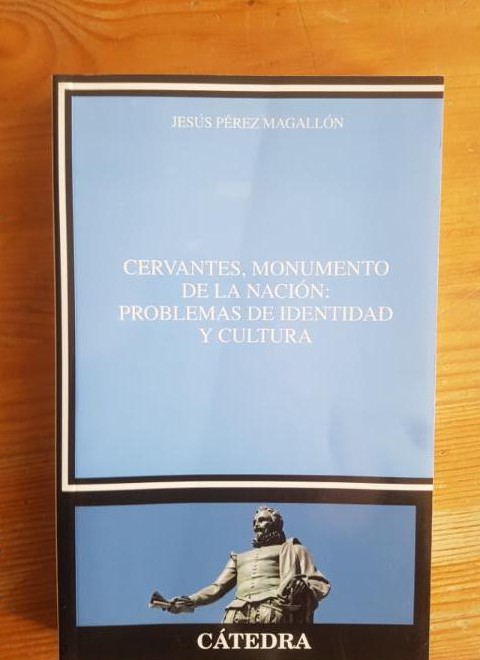 JESÚS PÉREZ MAGALLÓN
CERVANTES, MONUMENTO
DE LA NACIÓN:
PROBLEMAS DE IDENTIDAD
Y CULTURA
CÁTEDRA